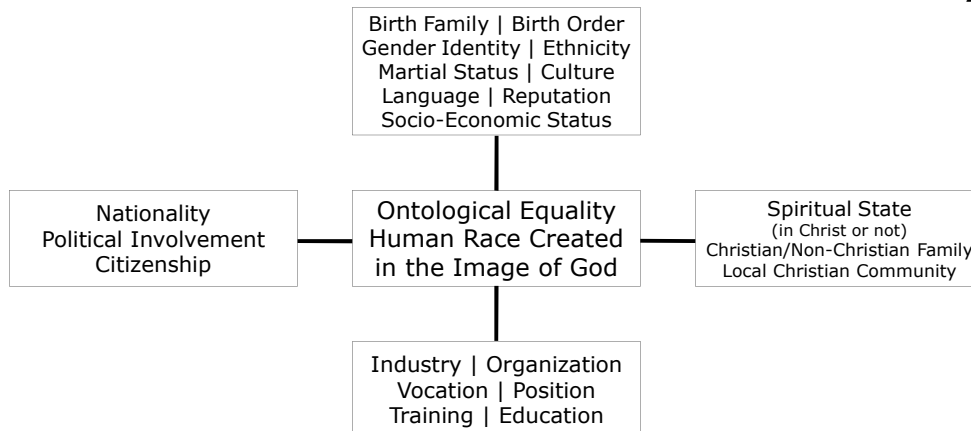 Birth Family | Birth Order
Gender Identity | Ethnicity
Martial Status | Culture
Language | Reputation
Socio-Economic Status
Nationality
Political Involvement
Citizenship
Ontological Equality
Human Race Created
in the Image of God
Spiritual State
(in Christ or not)
Christian/Non-Christian Family
Local Christian Community
Industry | Organization
Vocation | Position
Training | Education